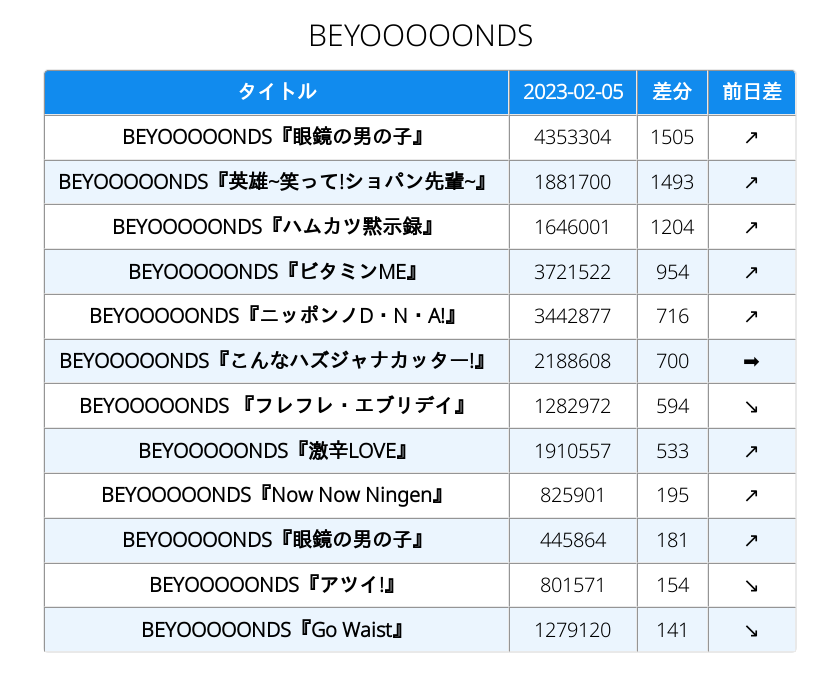 BEYOOOOONDS
タイトル 2023-02-05 差分 前日差
BEYOOOOONDS『眼鏡の男の子』 4353304 1505 ↗
BEYOOOOONDS『英雄~笑って!ショパン先輩~』 1881700 1493 ↗
BEYOOOOONDS『ハムカツ黙示録』 1646001 1204 ↗
BEYOOOOONDS『ビタミンME』 3721522 954 ↗
BEYOOOOONDS『ニッポンノD・N・A!』 3442877 716 ↗
BEYOOOOONDS『こんなハズジャナカッター!』 2188608 700 ➡
BEYOOOOONDS 『フレフレ・エブリデイ』 1282972 594 ↘
BEYOOOOONDS『激辛LOVE』 1910557 533 ↗
BEYOOOOONDS『Now Now Ningen』 825901 195 ↗
BEYOOOOONDS『眼鏡の男の子』 445864 181 ↗
BEYOOOOONDS『アツイ!』 801571 154 ↘
BEYOOOOONDS『Go Waist』 1279120 141 ↘